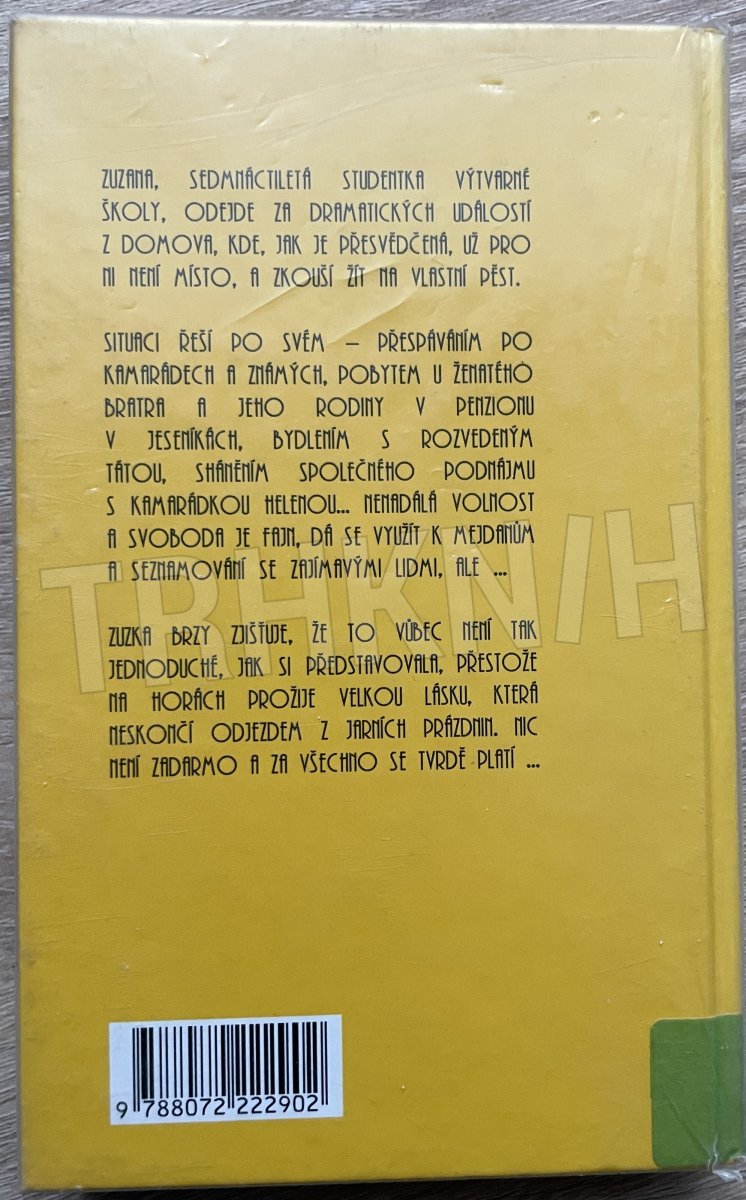 ZUZANA, SEDMNÁCTILETÁ STUDENTKA VÝTVARNÉ
ŠKOLY, ODEJDE ZA DRAMATICKÝCH UDÁLOSTÍ
Z DOMOVA, KDE, JAK JE PŘESVĚDČENÁ, UŽ PRO
NI NENÍ MÍSTO, A ZKOUŠÍ ŽÍT NA VLASTNÍ PĚST.
SITUACI ŘEŠÍ PO SVÉM – PŘESPÁVÁNÍM PO
KAMARÁDECH A ZNÁMÝCH, POBYTEM U ŽENATÉHO
BRATRA A JEHO RODINY V PENZIONU
V JESENÍKÁCH, BYDLENÍM S ROZVEDENÝM
TÁTOU, SHÁNĚNÍM SPOLEČNÉHO PODNÁJMU
S KAMARÁDKOU HELENOU... NENADÁLÁ VOLNOST
A SVOBODA JE FAJN, DÁ SE VYUŽÍT K MEJDANŮM
A SEZNAMOVÁNÍ SE ZAJÍMAVÝMI LIDMI, ALE ...
TRHKNIH
ZUZKA BRZY ZJIŠŤUJE, ŽE TO VŮBEC NENÍ TAK
JEDNODUCHÉ, JAK SI PŘEDSTAVOVALA, PŘESTOŽE
NA HORÁCH PROŽIJE VELKOU LÁSKU, KTERÁ
NESKONČÍ ODJEZDEM Z JARNÍCH PRÁZDNIN. NIC
NENÍ ZADARMO A ZA VŠECHNO SE TVRDĚ PLATÍ ...
9 788072 222902